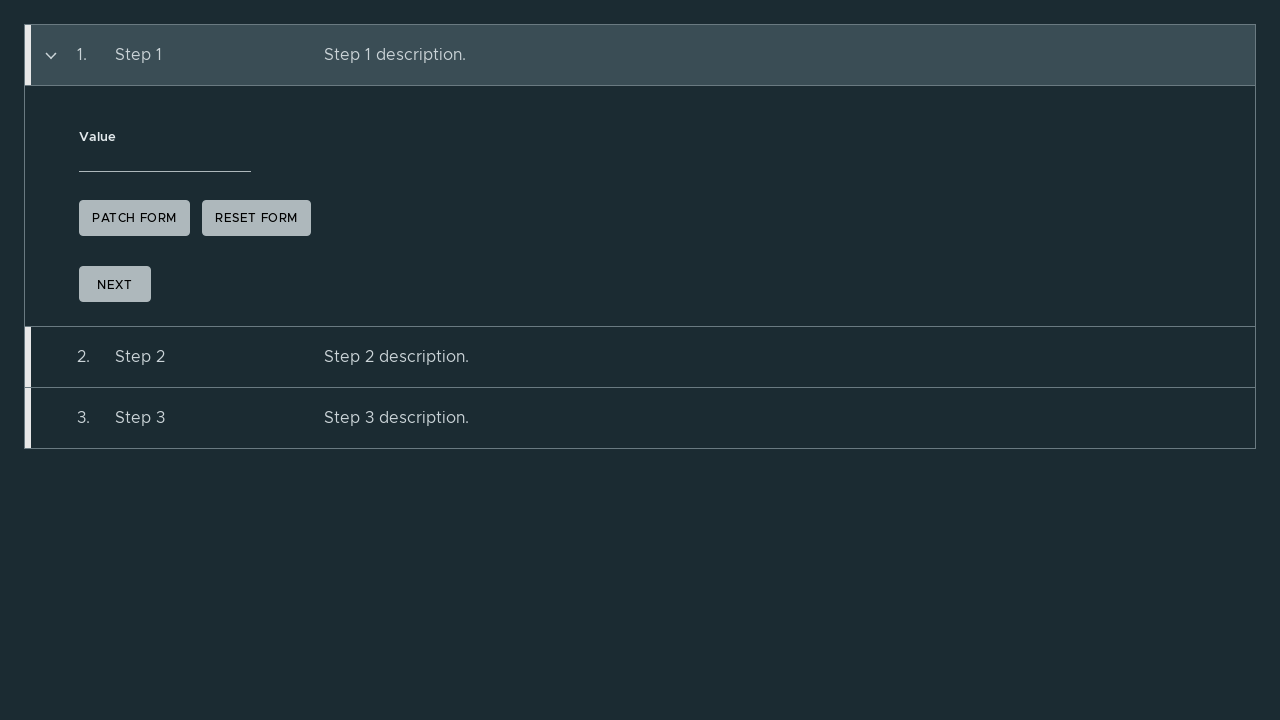 1. Step 1 Step 1 description.
Value
PATCH FORM RESET FORM
NEXT
2. Step 2 Step 2 description.
3. Step 3 Step 3 description.